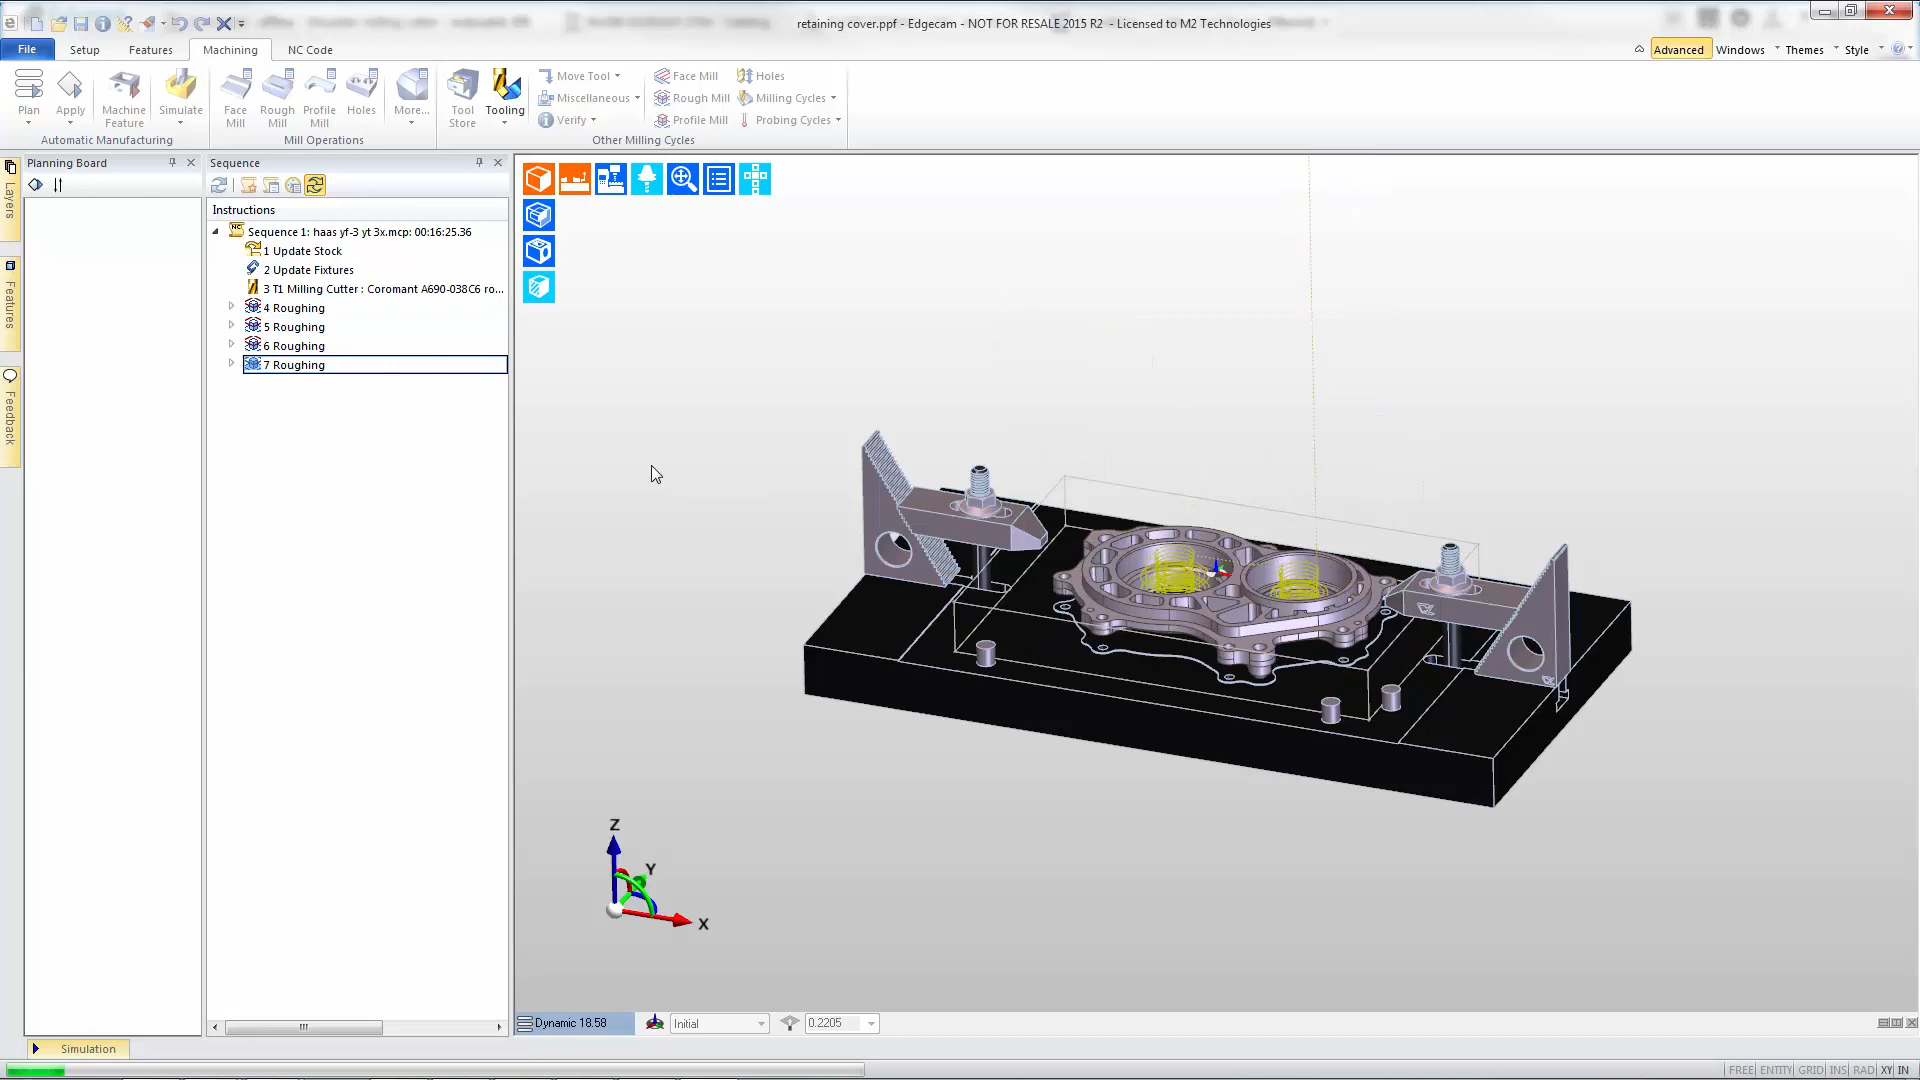 retaining cover.ppf - Edgecam - NOT FOR RESALE 2015 R2 - Licensed to M2 Technologies
File Setup Features Machining NC Code Advanced Windows Themes Style
Plan Apply Machine Feature Simulate
Automatic Manufacturing
Face Mill Rough Mill Profile Mill Holes More...
Mill Operations
Tool Store Tooling
Move Tool Face Mill Holes
Miscellaneous Rough Mill Milling Cycles
Verify Profile Mill Probing Cycles
Other Milling Cycles
Layers
Features
Feedback
Planning Board
Sequence
Instructions
Sequence 1: haas yf-3 yt 3x.mcp: 00:16:25.36
1 Update Stock
2 Update Fixtures
3 T1 Milling Cutter : Coromant A690-038C6 ro...
4 Roughing
5 Roughing
6 Roughing
7 Roughing
Z
Y
X
Dynamic 18.58 Initial 0.2205
Simulation
FREE ENTITY GRID INS RAD XY IN